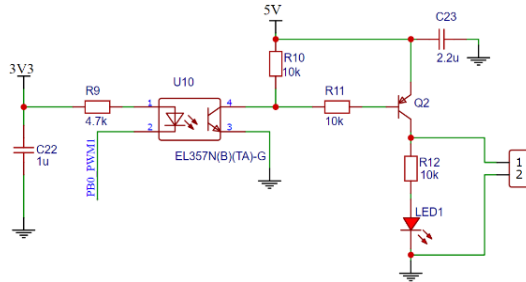 5V
C23
2.2u
R10
10k
3V3
R9
4.7k
U10
1
2
4
3
R11
10k
Q2
EL357N(B)(TA)-G
C22
1u
PB0_PWM1
R12
10k
1
2
LED1